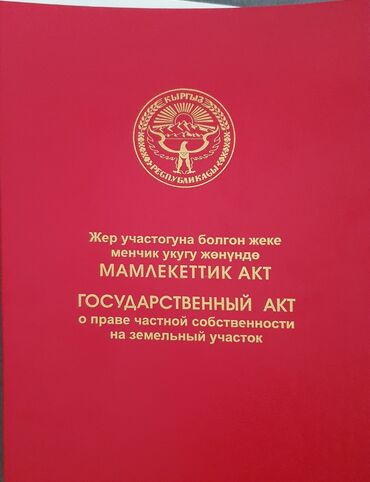 КЫРГЫЗ
РЕСПУБЛИКАСЫ
Жер участогуна болгон жеке
менчик укугу жөнүндө
МАМЛЕКЕТТИК АКТ
ГОСУДАРСТВЕННЫЙ АКТ
о праве частной собственности
на земельный участок